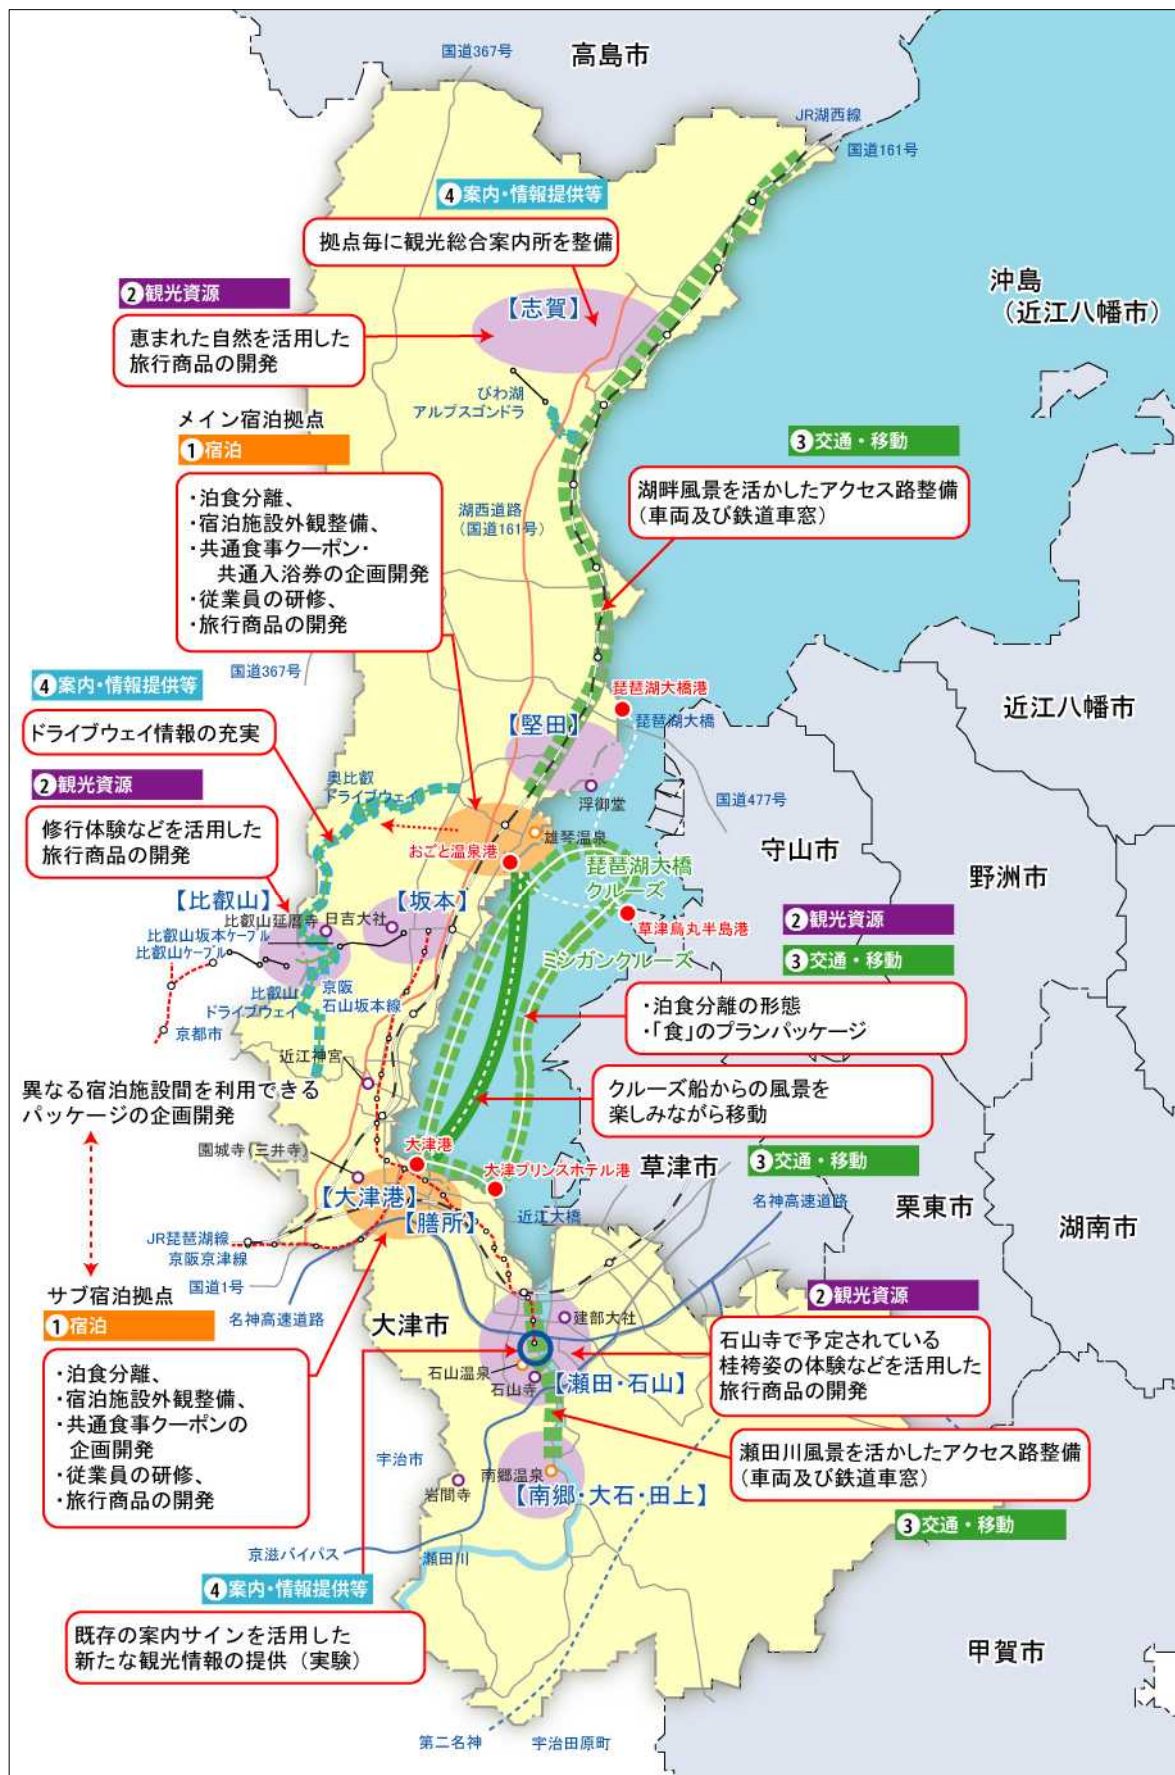 高島市
国道367号
JR湖西線
国道161号
④案内・情報提供等
拠点毎に観光総合案内所を整備
沖島
（近江八幡市）
②観光資源
恵まれた自然を活用した
旅行商品の開発
【志賀】
びわ湖
アルプスゴンドラ
メイン宿泊拠点
①宿泊
・泊食分離、
・宿泊施設外観整備、
・共通食事クーポン・
共通入浴券の企画開発
・従業員の研修、
・旅行商品の開発
③交通・移動
湖畔風景を活かしたアクセス路整備
（車両及び鉄道車窓）
湖西道路
（国道161号）
国道367号
④案内・情報提供等
ドライブウェイ情報の充実
琵琶湖大橋港
琵琶湖大橋
近江八幡市
【堅田】
②観光資源
修行体験などを活用した
旅行商品の開発
奥比叡
ドライブウェイ
浮御堂
国道477号
雄琴温泉
おごと温泉港
守山市
野洲市
琵琶湖大橋
クルーズ
【比叡山】
【坂本】
比叡山延暦寺
日吉大社
草津烏丸半島港
②観光資源
比叡山坂本ケーブル
比叡山ケーブル
ミシガンクルーズ
③交通・移動
比叡山
ドライブウェイ
京阪
石山坂本線
・泊食分離の形態
・「食」のプランパッケージ
京都市
近江神宮
異なる宿泊施設間を利用できる
パッケージの企画開発
クルーズ船からの風景を
楽しみながら移動
園城寺(三井寺)
大津港
大津プリンスホテル港
草津市
③交通・移動
【大津港】
【膳所】
近江大橋
名神高速道路
栗東市
湖南市
JR琵琶湖線
京阪京津線
国道1号
サブ宿泊拠点
①宿泊
名神高速道路
大津市
建部大社
②観光資源
石山寺で予定されている
桂袴姿の体験などを活用した
旅行商品の開発
・泊食分離、
・宿泊施設外観整備、
・共通食事クーポンの
企画開発
・従業員の研修、
・旅行商品の開発
石山温泉
石山寺
【瀬田・石山】
瀬田川風景を活かしたアクセス路整備
（車両及び鉄道車窓）
宇治市
南郷温泉
岩間寺
【南郷・大石・田上】
③交通・移動
京滋バイパス
瀬田川
④案内・情報提供等
既存の案内サインを活用した
新たな観光情報の提供（実験）
甲賀市
第二名神
宇治田原町